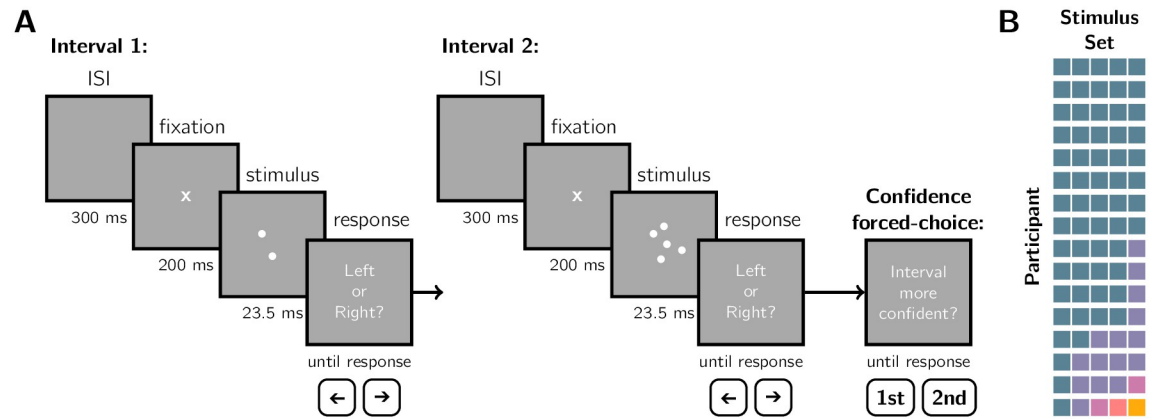 A
Interval 1:
ISI
300 ms
fixation
x
200 ms
stimulus
23.5 ms
response
Left
or
Right?
until response
← →
Interval 2:
ISI
300 ms
fixation
x
200 ms
stimulus
23.5 ms
response
Left
or
Right?
until response
← →
Confidence
forced-choice:
Interval
more
confident?
until response
1st 2nd
B
Stimulus
Set
Participant